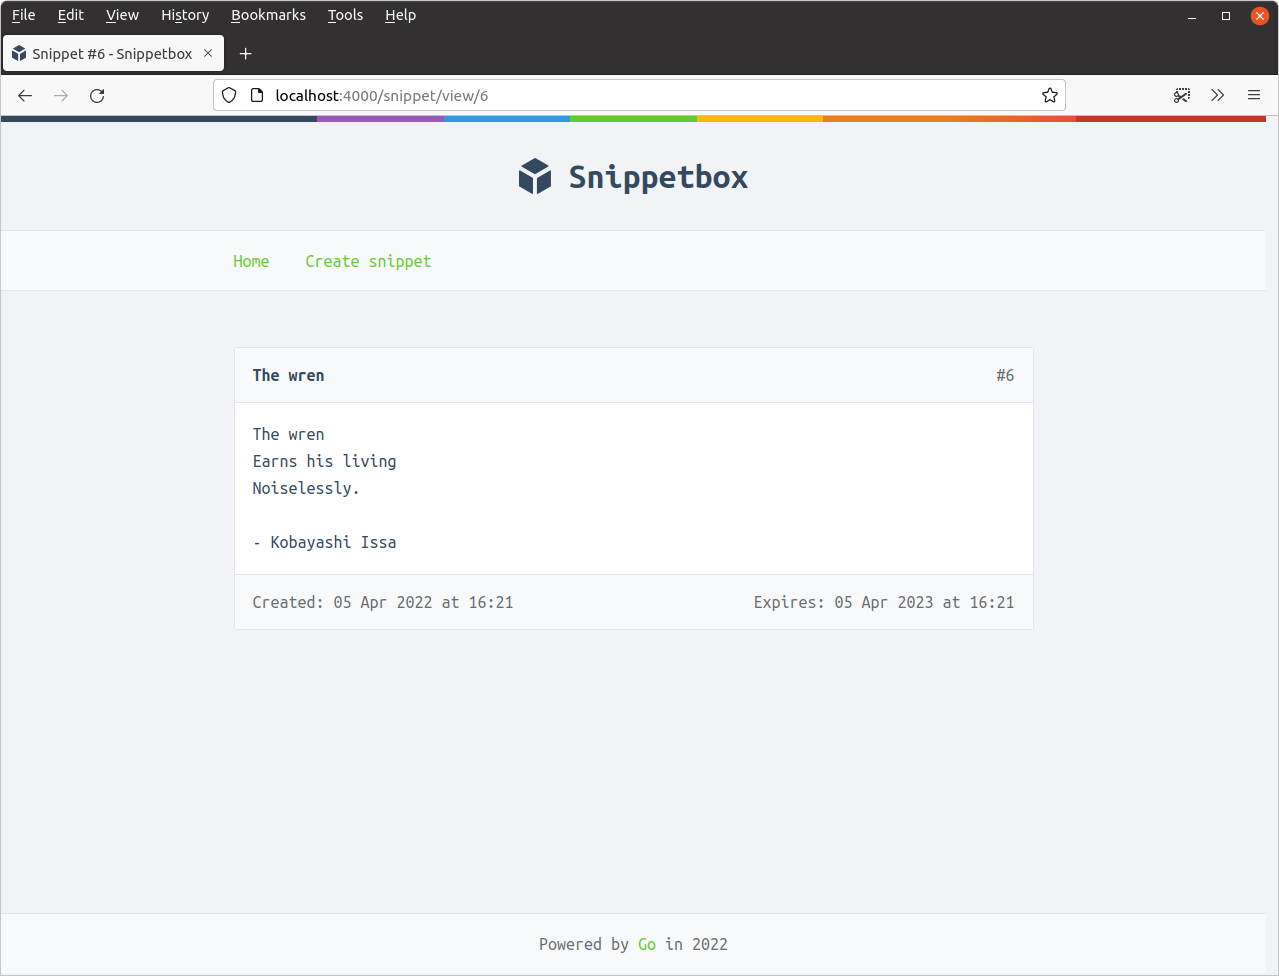 File Edit View History Bookmarks Tools Help
Snippet #6 - Snippetbox
localhost:4000/snippet/view/6
Snippetbox
Home Create snippet
The wren #6
The wren
Earns his living
Noiselessly.
- Kobayashi Issa
Created: 05 Apr 2022 at 16:21 Expires: 05 Apr 2023 at 16:21
Powered by Go in 2022